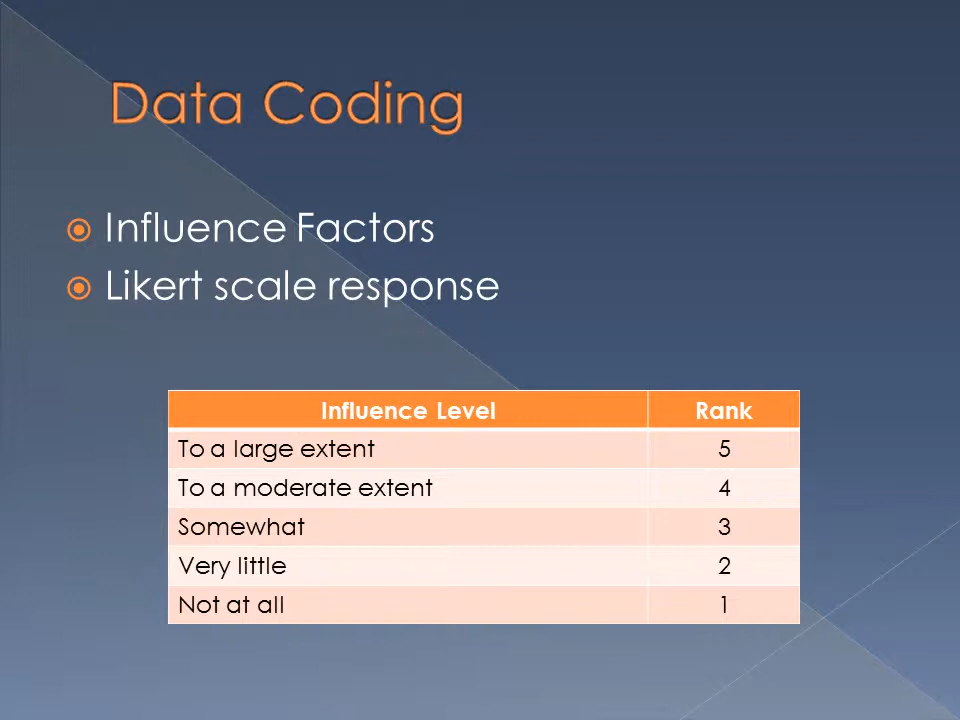 Data Coding
Influence Factors
Likert scale response
Influence Level Rank
To a large extent 5
To a moderate extent 4
Somewhat 3
Very little 2
Not at all 1